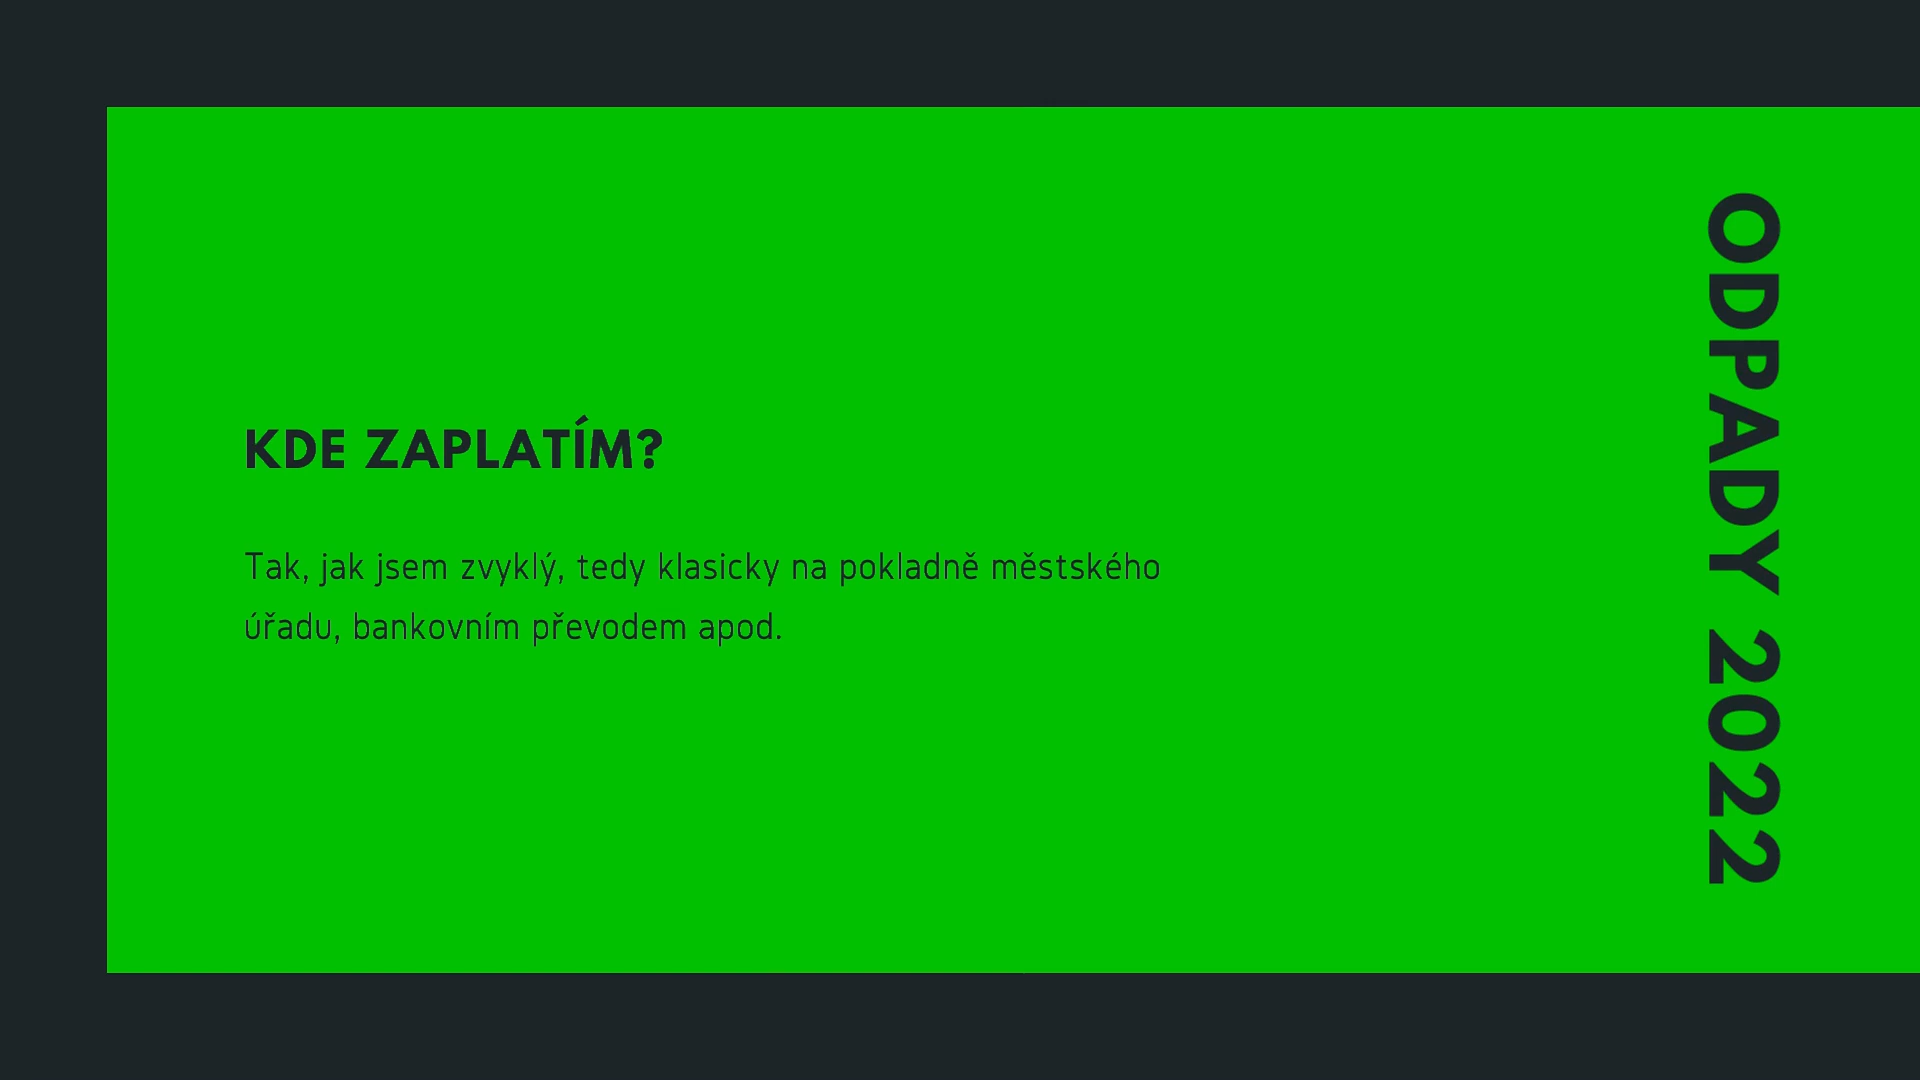 KDE ZAPLATÍM?
Tak, jak jsem zvyklý, tedy klasicky na pokladně městského
úřadu, bankovním převodem apod.
ODPADY 2022